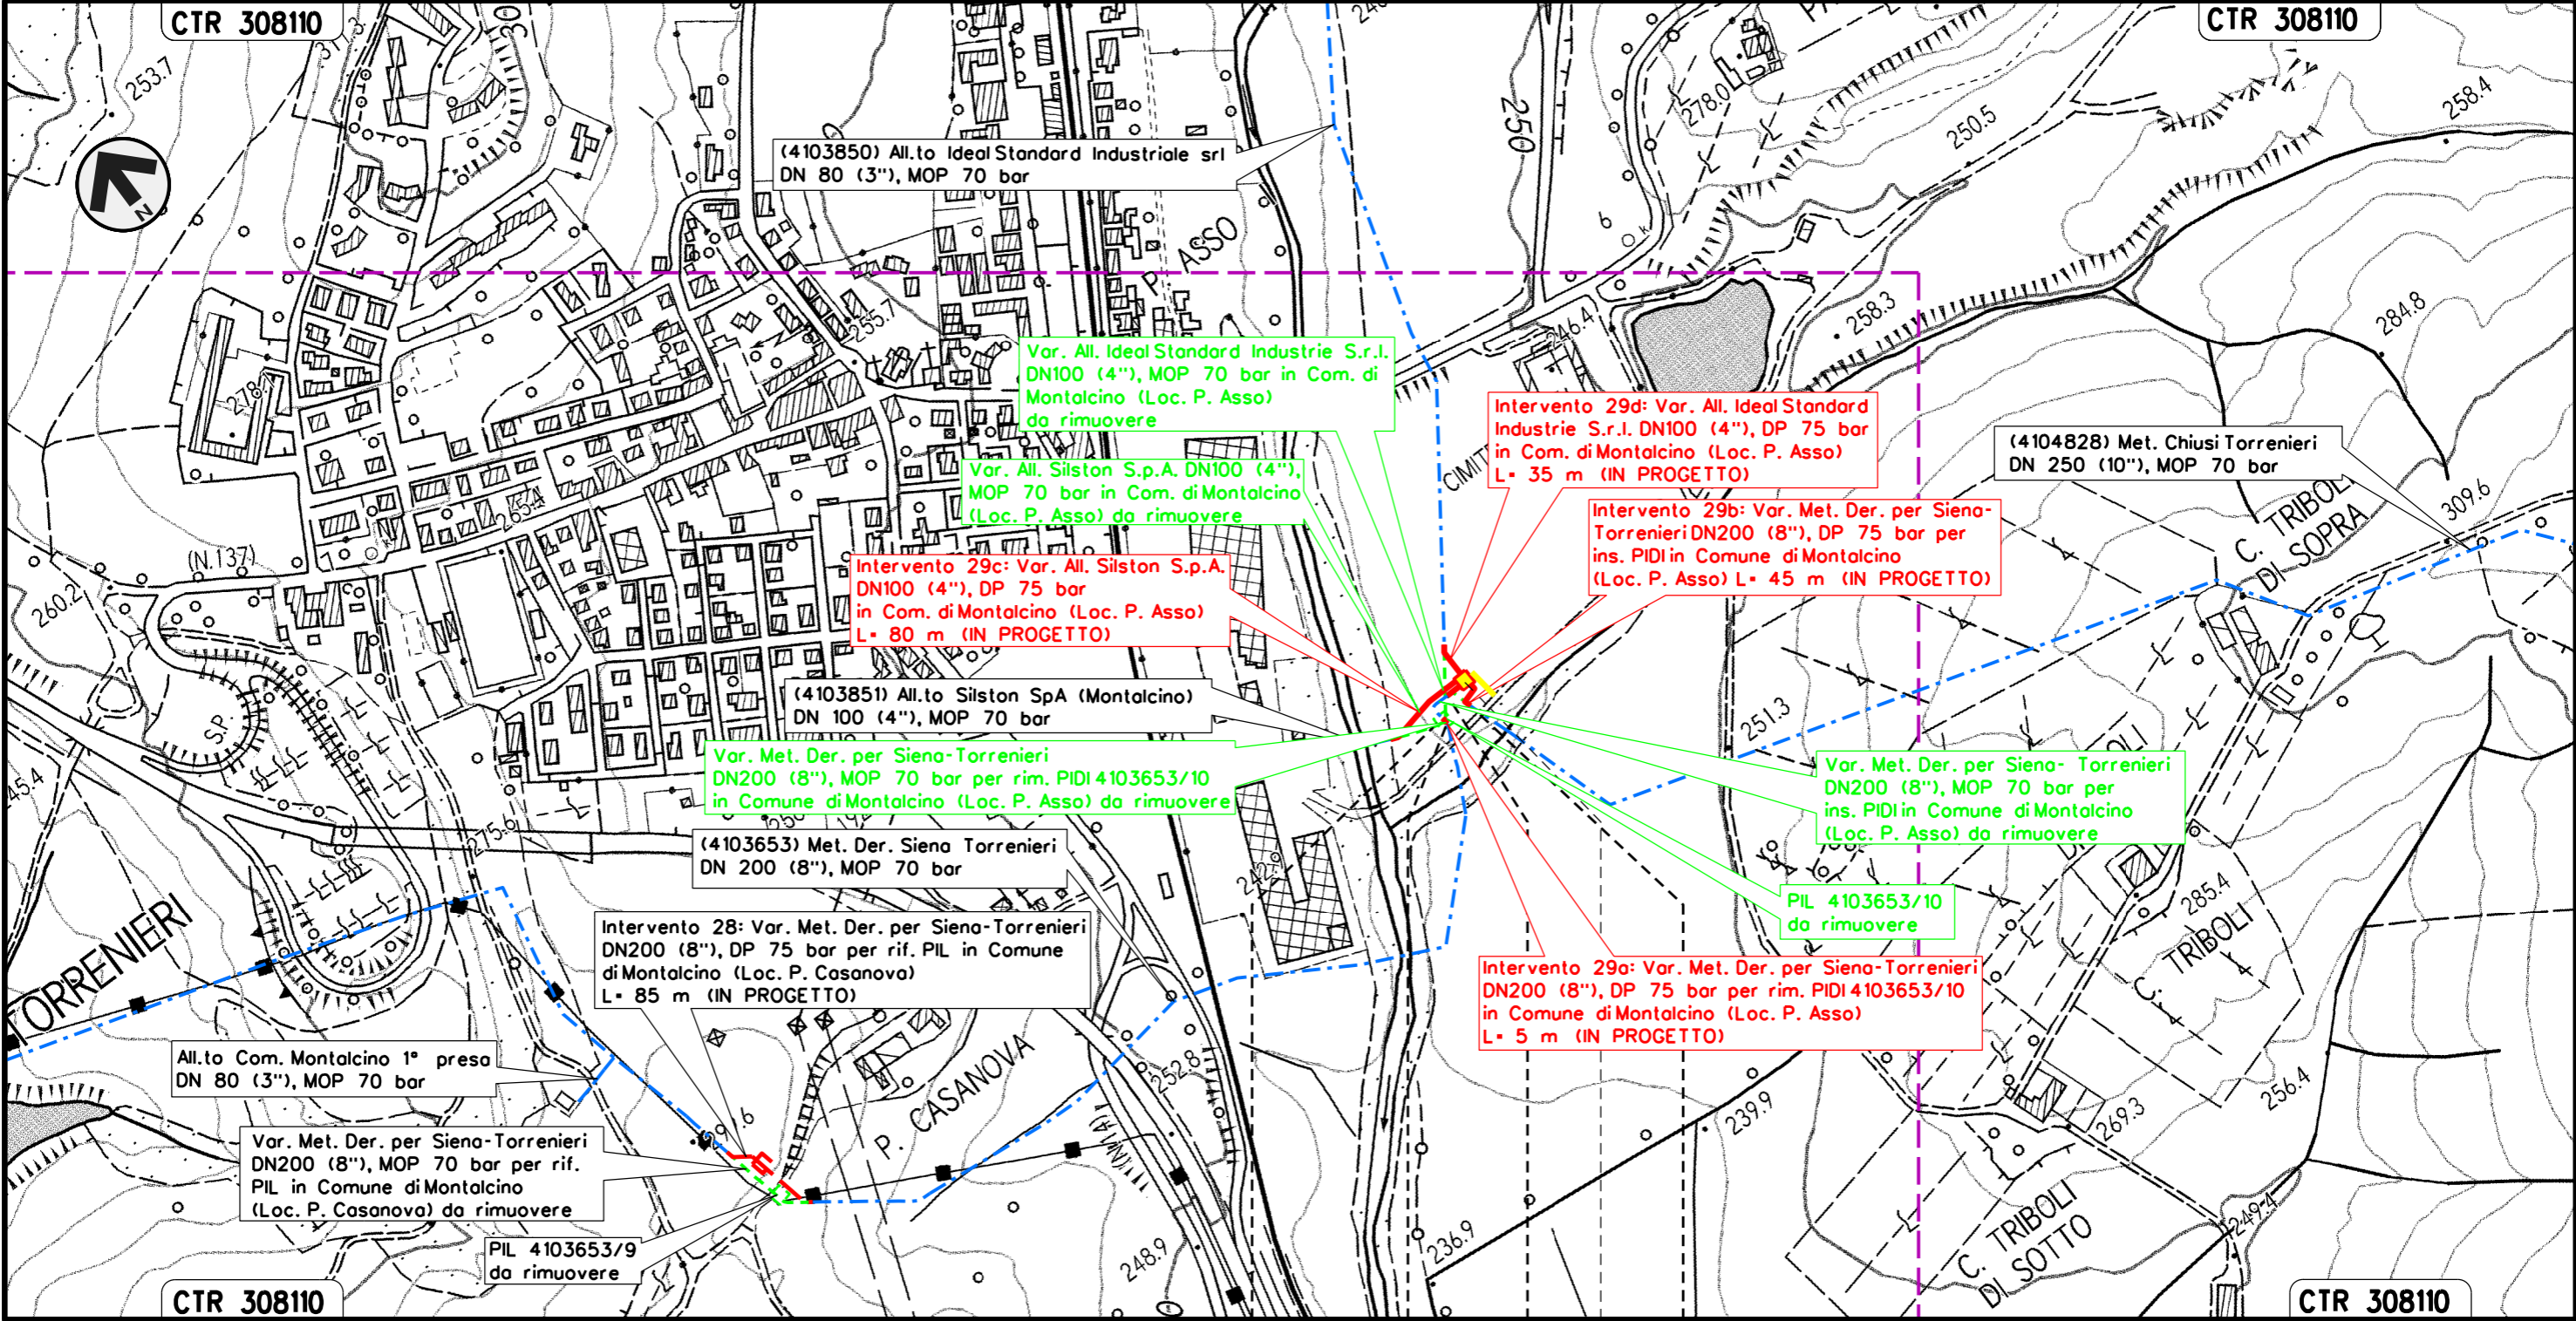 CTR 308110
CTR 308110
253.7
250
278.0
250.5
258.4
(4103850) All.to Ideal Standard Industriale srl
DN 80 (3"), MOP 70 bar
N
P. ASSO
6
255.7
246.4
258.3
284.8
278.7
Var. All. Ideal Standard Industrie S.r.l.
DN100 (4"), MOP 70 bar in Com. di
Montalcino (Loc. P. Asso)
da rimuovere
Intervento 29d: Var. All. Ideal Standard
Industrie S.r.l. DN100 (4"), DP 75 bar
in Com. di Montalcino (Loc. P. Asso)
L= 35 m (IN PROGETTO)
(4104828) Met. Chiusi Torrenieri
DN 250 (10"), MOP 70 bar
Var. All. Silston S.p.A. DN100 (4"),
MOP 70 bar in Com. di Montalcino
(Loc. P. Asso) da rimuovere
265.4
309.6
C. TRIBOLI
DI SOPRA
Intervento 29b: Var. Met. Der. per Siena-
Torrenieri DN200 (8"), DP 75 bar per
ins. PIDI in Comune di Montalcino
(Loc. P. Asso) L= 45 m (IN PROGETTO)
(N.137)
260.2
Intervento 29c: Var. All. Silston S.p.A.
DN100 (4"), DP 75 bar
in Com. di Montalcino (Loc. P. Asso)
L= 80 m (IN PROGETTO)
(4103851) All.to Silston SpA (Montalcino)
DN 100 (4"), MOP 70 bar
S.P.
251.3
Var. Met. Der. per Siena-Torrenieri
DN200 (8"), MOP 70 bar per rim. PIDI 4103653/10
in Comune di Montalcino (Loc. P. Asso) da rimuovere
Var. Met. Der. per Siena- Torrenieri
DN200 (8"), MOP 70 bar per
ins. PIDI in Comune di Montalcino
(Loc. P. Asso) da rimuovere
45.4
275.6
(4103653) Met. Der. Siena Torrenieri
DN 200 (8"), MOP 70 bar
242.9
PIL 4103653/10
da rimuovere
285.4
C. TRIBOLI
TORRENIERI
Intervento 28: Var. Met. Der. per Siena-Torrenieri
DN200 (8"), DP 75 bar per rif. PIL in Comune
di Montalcino (Loc. P. Casanova)
L= 85 m (IN PROGETTO)
Intervento 29a: Var. Met. Der. per Siena-Torrenieri
DN200 (8"), DP 75 bar per rim. PIDI 4103653/10
in Comune di Montalcino (Loc. P. Asso)
L= 5 m (IN PROGETTO)
All.to Com. Montalcino 1ª presa
DN 80 (3"), MOP 70 bar
P. CASANOVA
252.8
239.9
269.3
256.4
Var. Met. Der. per Siena-Torrenieri
DN200 (8"), MOP 70 bar per rif.
PIL in Comune di Montalcino
(Loc. P. Casanova) da rimuovere
PIL 4103653/9
da rimuovere
248.9
236.9
C. TRIBOLI
DI SOTTO
249.4
CTR 308110
CTR 308110